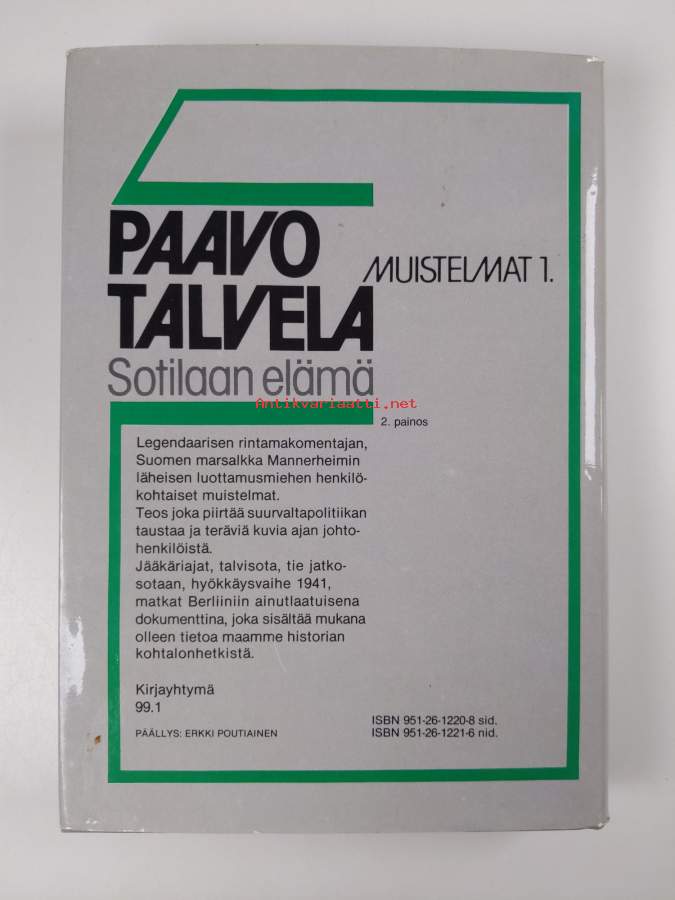 PAAVO
TALVELA
MUISTELMAT 1.
Sotilaan elämä
Antikvariaatti.net
2. painos
Legendaarisen rintamakomentajan,
Suomen marsalkka Mannerheimin
läheisen luottamusmiehen henkilö-
kohtaiset muistelmat.
Teos joka piirtää suurvaltapolitiikan
taustaa ja teräviä kuvia ajan johto-
henkilöistä.
Jääkäriajat, talvisota, tie jatko-
sotaan, hyökkäysvaihe 1941,
matkat Berliiniin ainutlaatuisena
dokumenttina, joka sisältää mukana
olleen tietoa maamme historian
kohtalonhetkistä.
Kirjayhtymä
99.1
PÄÄLLYS: ERKKI POUTIAINEN
ISBN 951-26-1220-8 sid.
ISBN 951-26-1221-6 nid.